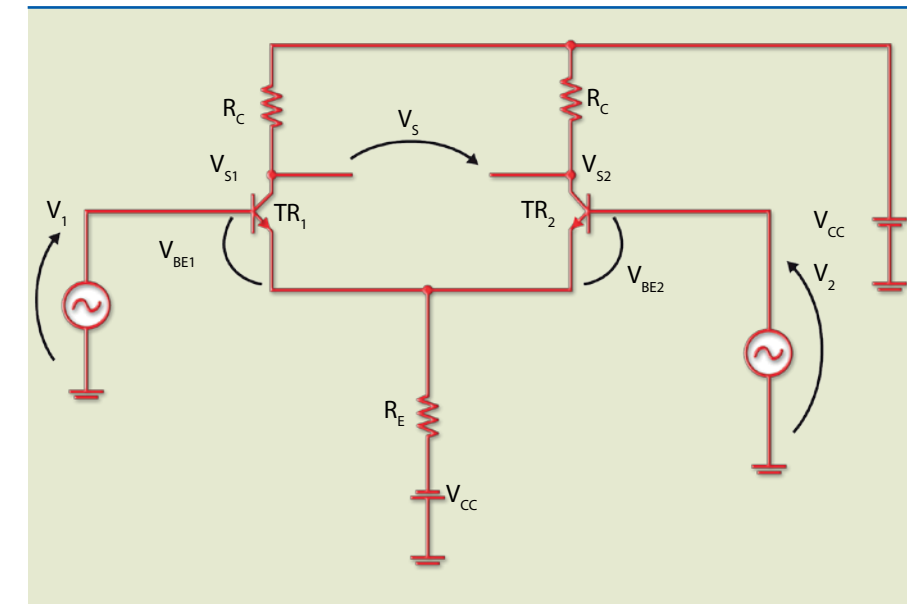 R_C
R_C
V_S
V_S1
V_S2
V_1
TR_1
TR_2
V_CC
V_BE1
V_BE2
V_2
R_E
V_CC